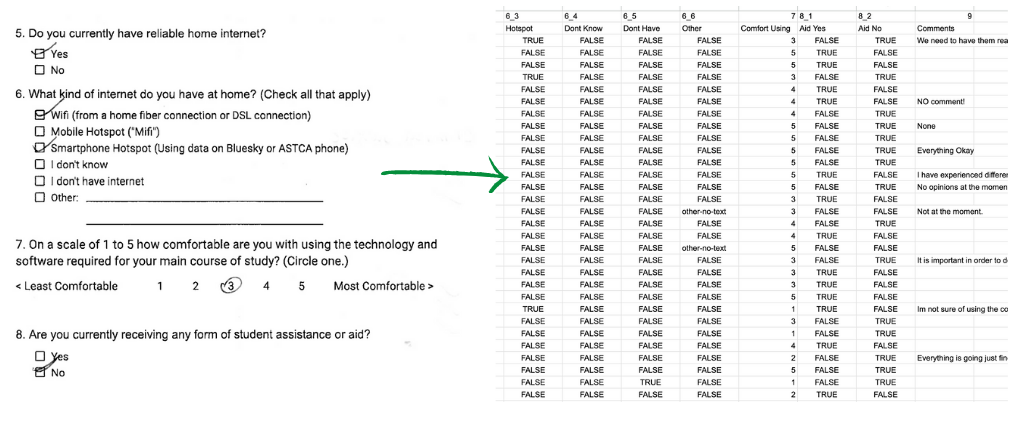 5. Do you currently have reliable home internet?
Yes
No
6. What kind of internet do you have at home? (Check all that apply)
Wifi (from a home fiber connection or DSL connection)
Mobile Hotspot ("Mifi")
Smartphone Hotspot (Using data on Bluesky or ASTCA phone)
I don't know
I don't have internet
Other:
7. On a scale of 1 to 5 how comfortable are you with using the technology and
software required for your main course of study? (Circle one.)
< Least Comfortable 1 2 3 4 5 Most Comfortable >
8. Are you currently receiving any form of student assistance or aid?
Yes
No
6_3 6_4 6_5 6_6 7 8_1 8_2 9
Hotspot Dont Know Dont Have Other Comfort Using Aid Yes Aid No Comments
TRUE FALSE FALSE FALSE 3 FALSE TRUE We need to have them rea
FALSE FALSE FALSE FALSE 5 TRUE FALSE
FALSE FALSE FALSE FALSE 5 TRUE FALSE
TRUE FALSE FALSE FALSE 3 FALSE TRUE
FALSE FALSE FALSE FALSE 4 TRUE FALSE
FALSE FALSE FALSE FALSE 4 TRUE FALSE NO comment!
FALSE FALSE FALSE FALSE 4 FALSE TRUE
FALSE FALSE FALSE FALSE 5 FALSE TRUE None
FALSE FALSE FALSE FALSE 5 FALSE TRUE
FALSE FALSE FALSE FALSE 5 FALSE TRUE Everything Okay
FALSE FALSE FALSE FALSE 5 FALSE TRUE
FALSE FALSE FALSE FALSE 5 TRUE FALSE I have experienced differer
FALSE FALSE FALSE FALSE 5 FALSE TRUE No opinions at the momen
FALSE FALSE FALSE FALSE 3 TRUE FALSE
FALSE FALSE FALSE other-no-text 3 FALSE FALSE Not at the moment.
FALSE FALSE FALSE FALSE 4 FALSE TRUE
FALSE FALSE FALSE FALSE 4 TRUE FALSE
FALSE FALSE FALSE other-no-text 5 FALSE FALSE
FALSE FALSE FALSE FALSE 3 FALSE TRUE It is important in order to d
FALSE FALSE FALSE FALSE 3 TRUE FALSE
FALSE FALSE FALSE FALSE 3 TRUE FALSE
FALSE FALSE FALSE FALSE 5 TRUE FALSE
TRUE FALSE FALSE FALSE 1 TRUE FALSE Im not sure of using the co
FALSE FALSE FALSE FALSE 3 FALSE TRUE
FALSE FALSE FALSE FALSE 1 FALSE TRUE
FALSE FALSE FALSE FALSE 4 TRUE FALSE
FALSE FALSE FALSE FALSE 2 FALSE TRUE Everything is going just fin
FALSE FALSE FALSE FALSE 5 FALSE TRUE
FALSE FALSE TRUE FALSE 1 FALSE TRUE
FALSE FALSE FALSE FALSE 2 TRUE FALSE